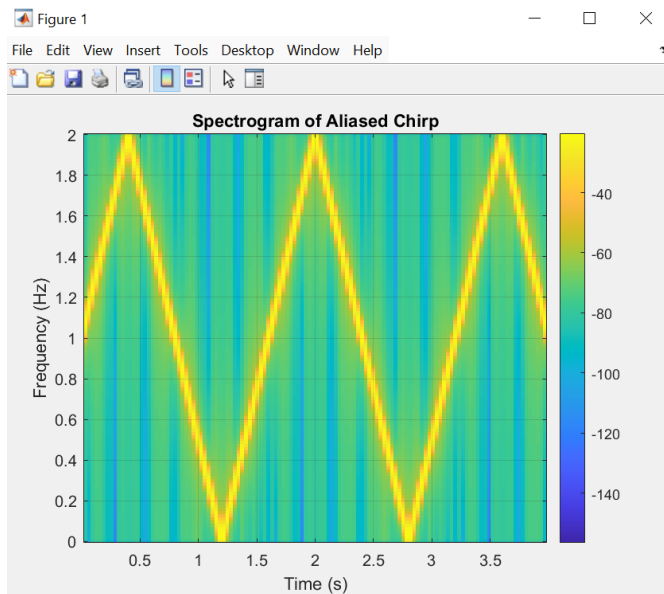 Figure 1
File Edit View Insert Tools Desktop Window Help
Spectrogram of Aliased Chirp
2
1.8
1.6
1.4
1.2
1
0.8
0.6
0.4
0.2
0
Frequency (Hz)
0.5 1 1.5 2 2.5 3 3.5
Time (s)
-40
-60
-80
-100
-120
-140